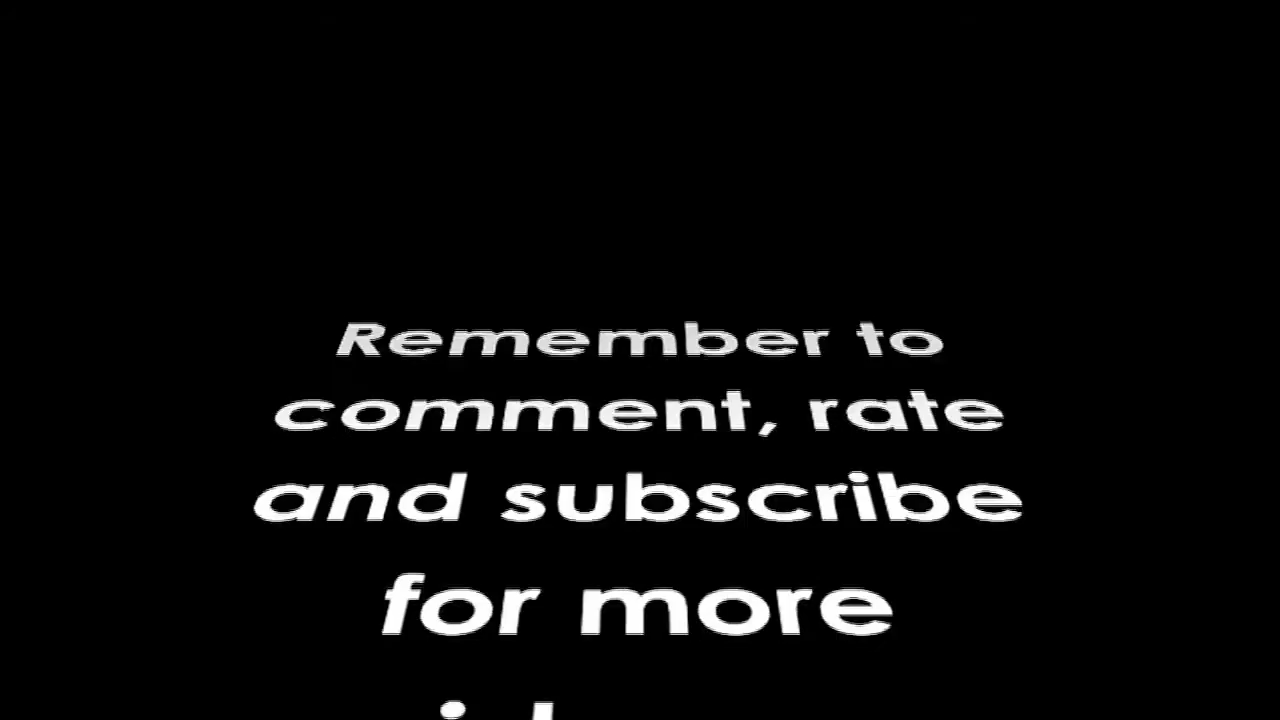 Remember to
comment, rate
and subscribe
for more